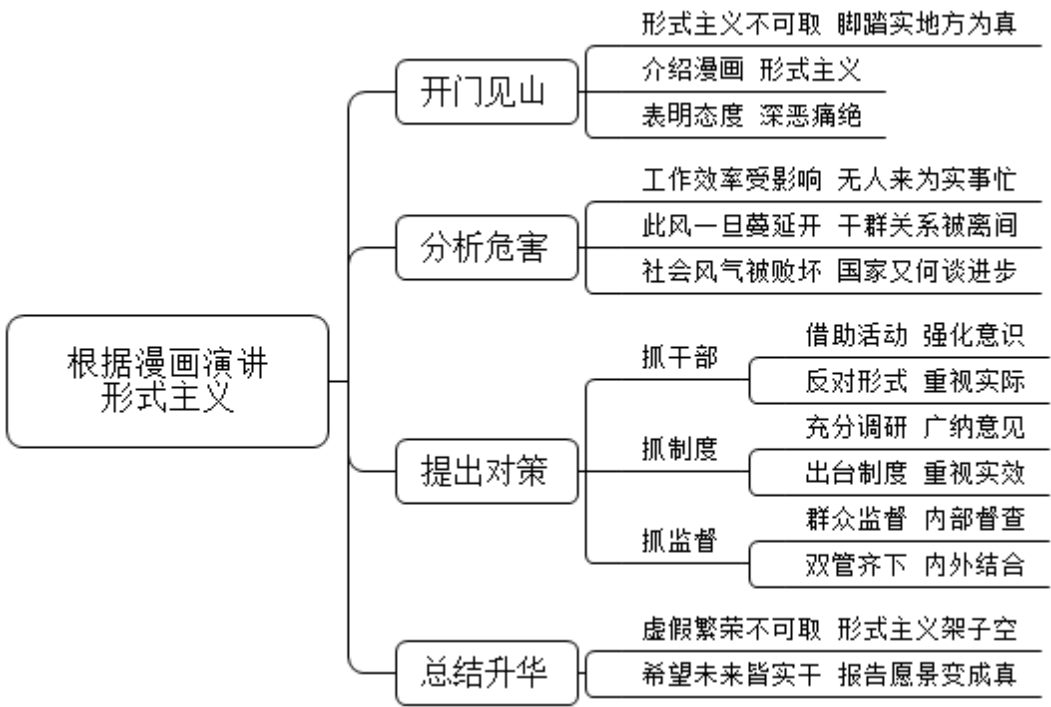 根据漫画演讲
形式主义
开门见山
形式主义不可取 脚踏实地方为真
介绍漫画 形式主义
表明态度 深恶痛绝
分析危害
工作效率受影响 无人来为实事忙
此风一旦蔓延开 干群关系被离间
社会风气被败坏 国家又何谈进步
提出对策
抓干部
借助活动 强化意识
反对形式 重视实际
抓制度
充分调研 广纳意见
出台制度 重视实效
抓监督
群众监督 内部督查
双管齐下 内外结合
总结升华
虚假繁荣不可取 形式主义架子空
希望未来皆实干 报告愿景变成真